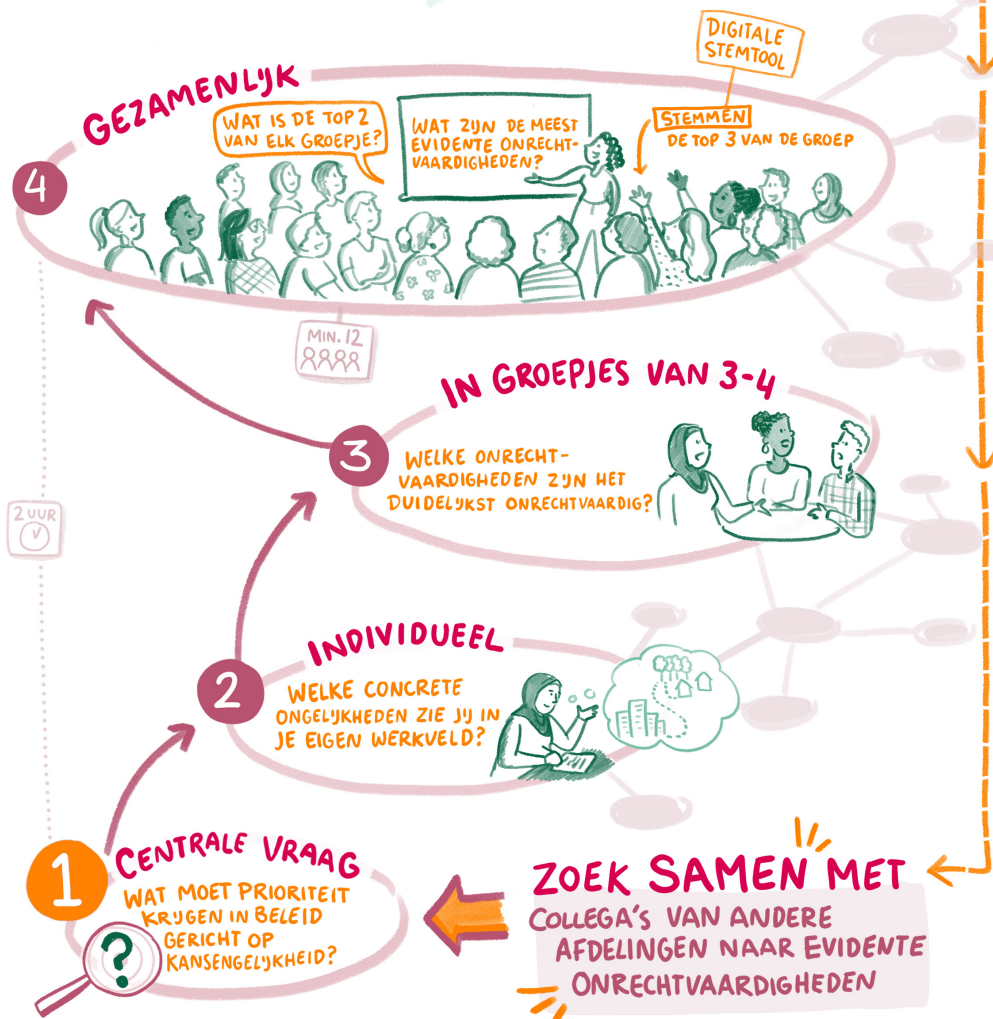 DIGITALE
STEMTOOL
GEZAMENLIJK
4
WAT IS DE TOP 2
VAN ELK GROEPJE?
WAT ZIJN DE MEEST
EVIDENTE ONRECHT-
VAARDIGHEDEN?
STEMMEN
DE TOP 3 VAN DE GROEP
MIN. 12
IN GROEPJES VAN 3-4
3
WELKE ONRECHT-
VAARDIGHEDEN ZIJN HET
DUIDELIJKST ONRECHTVAARDIG?
2 UUR
INDIVIDUEEL
2
WELKE CONCRETE
ONGELIJKHEDEN ZIE JIJ IN
JE EIGEN WERKVELD?
1
CENTRALE VRAAG
WAT MOET PRIORITEIT
KRIJGEN IN BELEID
GERICHT OP
KANSENGELIJKHEID?
?
ZOEK SAMEN MET
COLLEGA'S VAN ANDERE
AFDELINGEN NAAR EVIDENTE
ONRECHTVAARDIGHEDEN